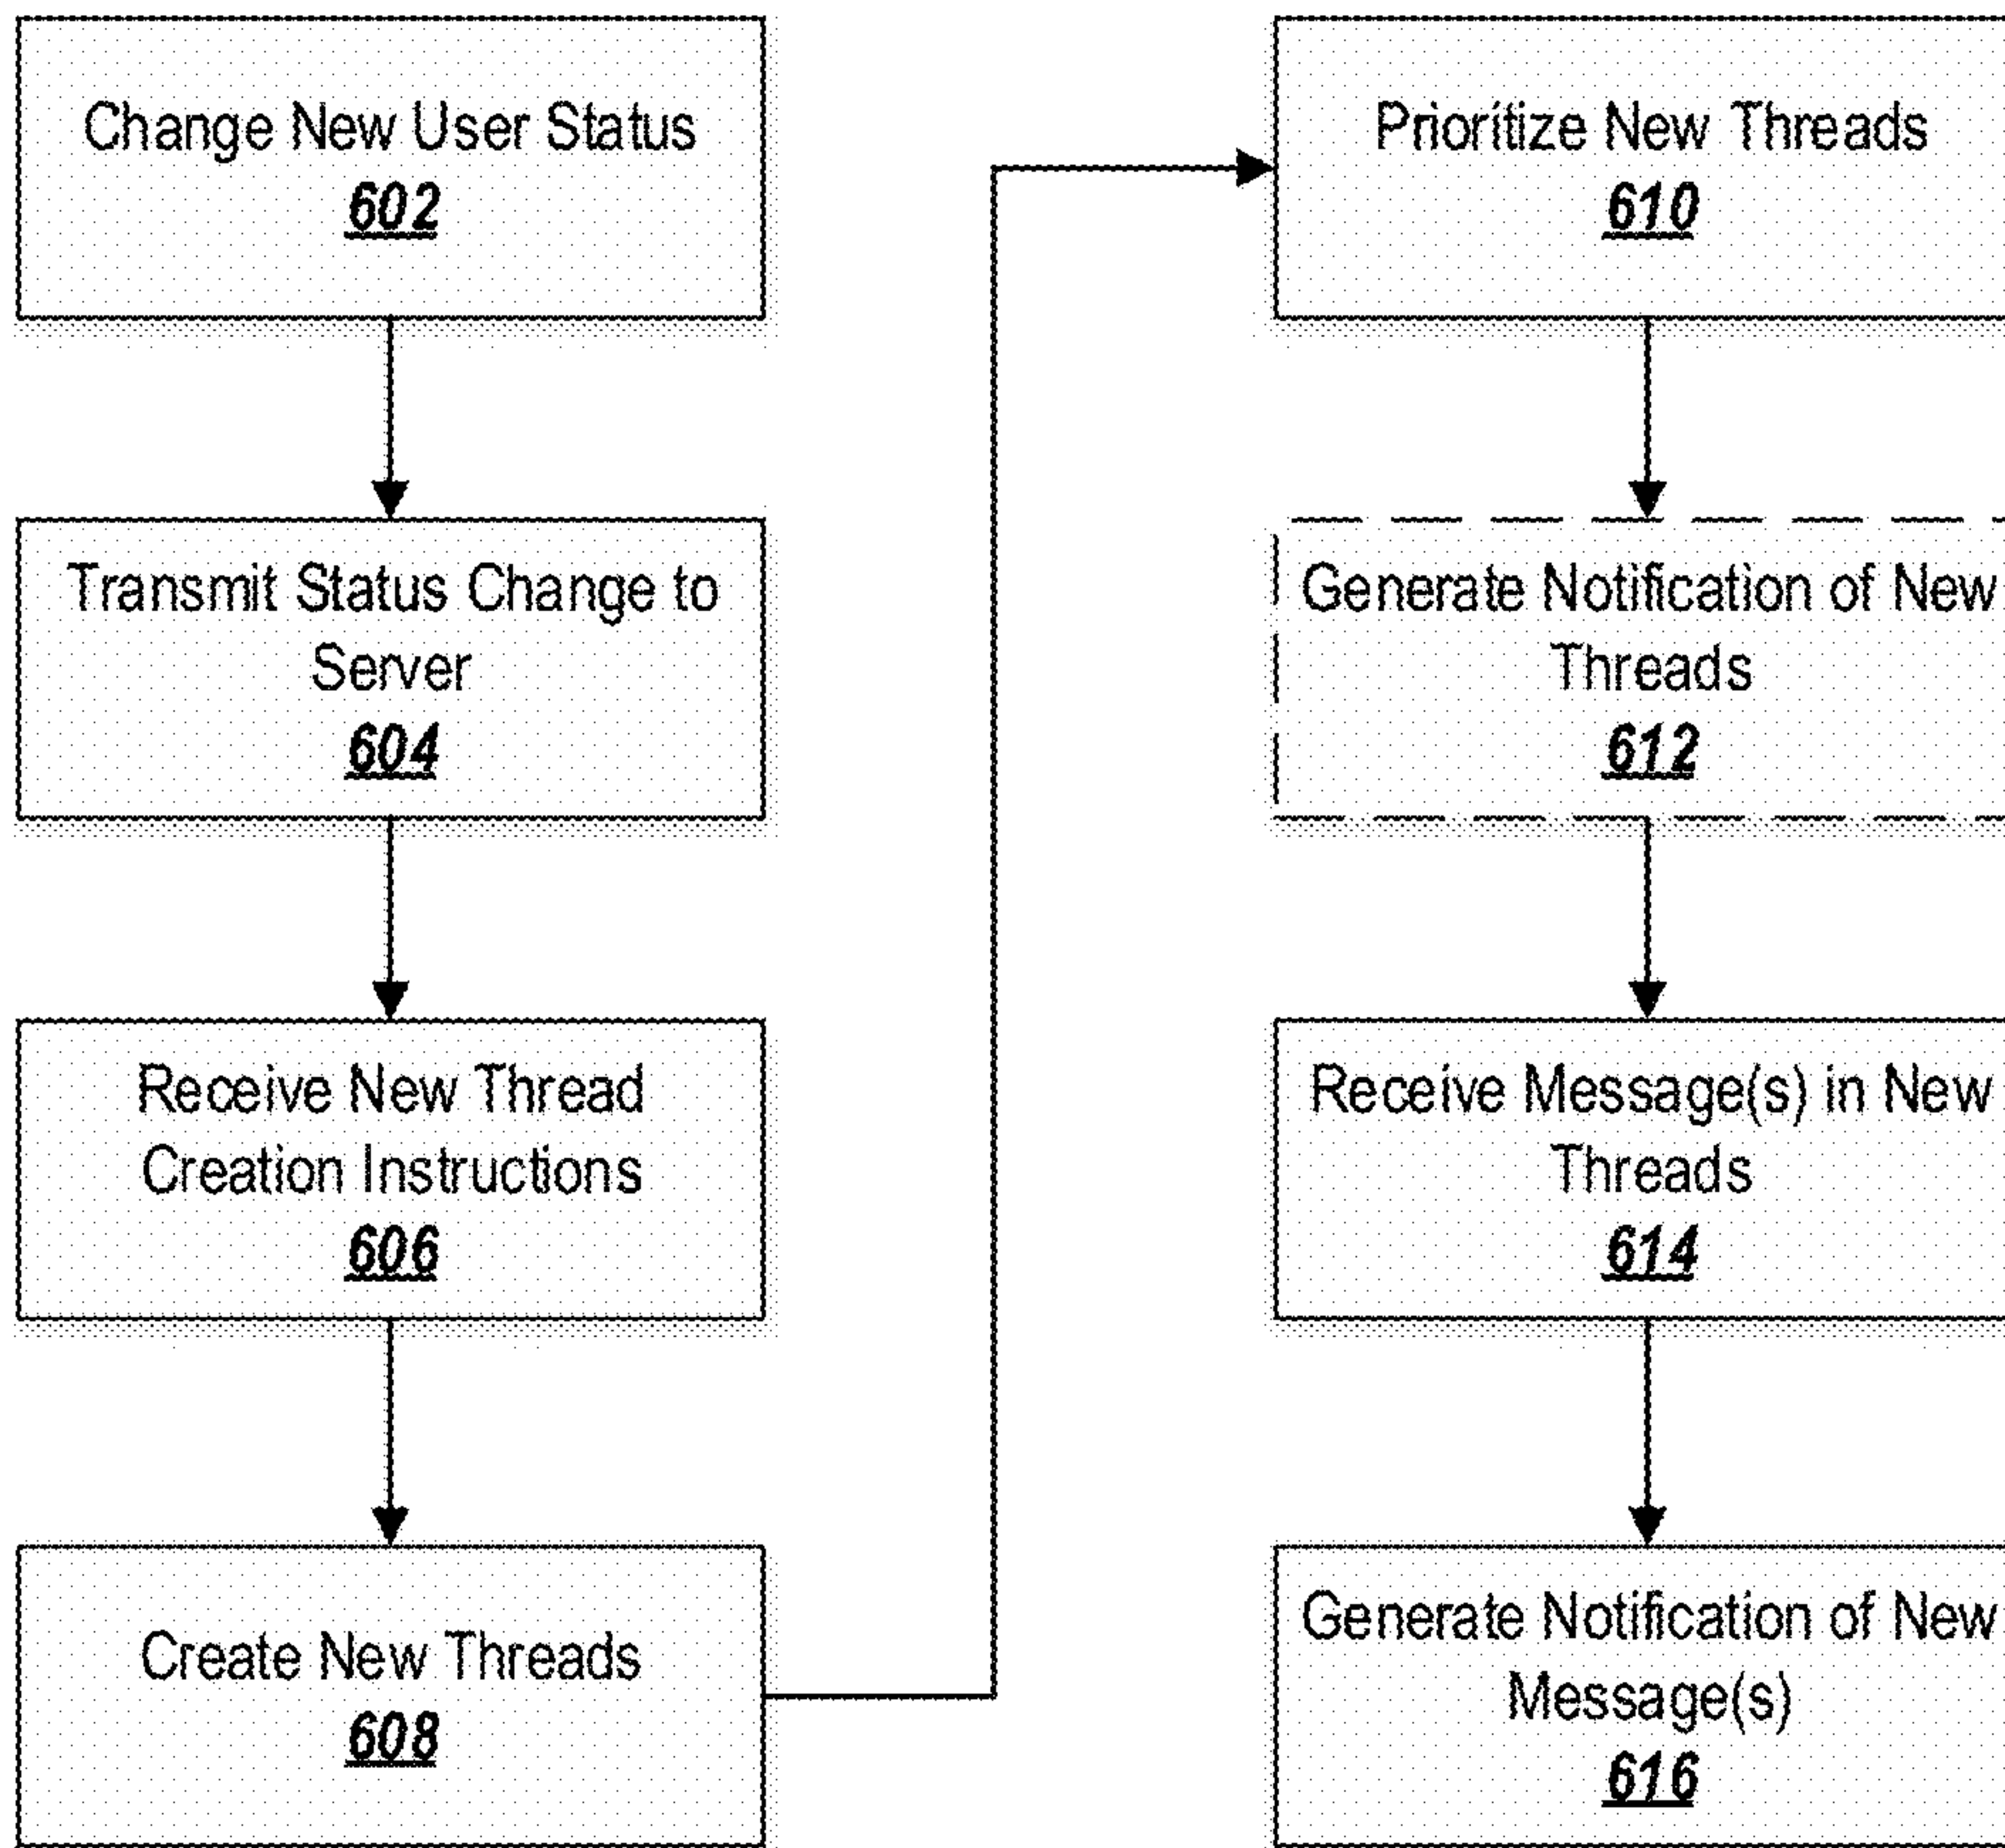 Change New User Status
602
Transmit Status Change to
Server
604
Receive New Thread
Creation Instructions
606
Create New Threads
608
Prioritize New Threads
610
Generate Notification of New
Threads
612
Receive Message(s) in New
Threads
614
Generate Notification of New
Message(s)
616